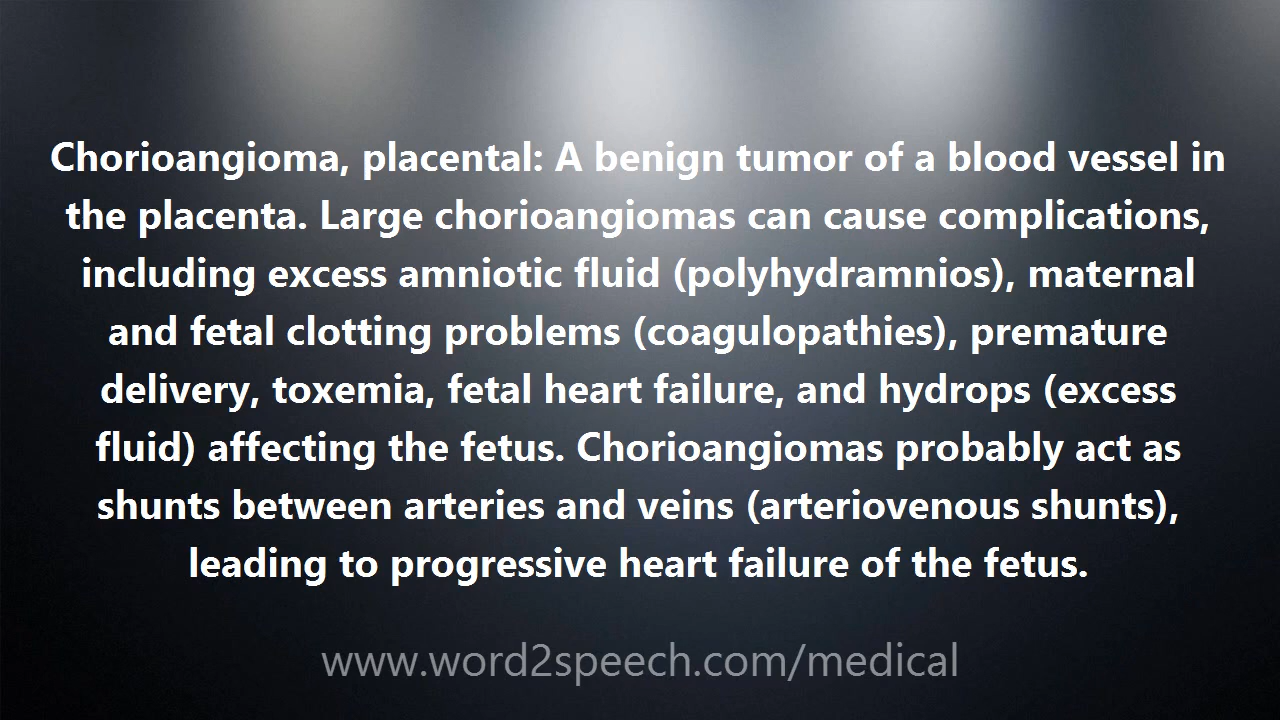 Chorioangioma, placental: A benign tumor of a blood vessel in
the placenta. Large chorioangiomas can cause complications,
including excess amniotic fluid (polyhydramnios), maternal
and fetal clotting problems (coagulopathies), premature
delivery, toxemia, fetal heart failure, and hydrops (excess
fluid) affecting the fetus. Chorioangiomas probably act as
shunts between arteries and veins (arteriovenous shunts),
leading to progressive heart failure of the fetus.
www.word2speech.com/medical